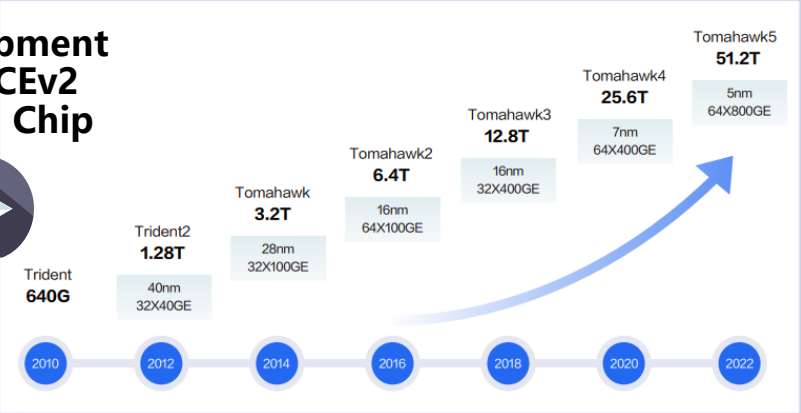 pment
CEv2
Chip
Trident
640G
Trident2
1.28T
40nm
32X40GE
Tomahawk
3.2T
28nm
32X100GE
Tomahawk2
6.4T
16nm
64X100GE
Tomahawk3
12.8T
16nm
32X400GE
Tomahawk4
25.6T
7nm
64X400GE
Tomahawk5
51.2T
5nm
64X800GE
2010
2012
2014
2016
2018
2020
2022